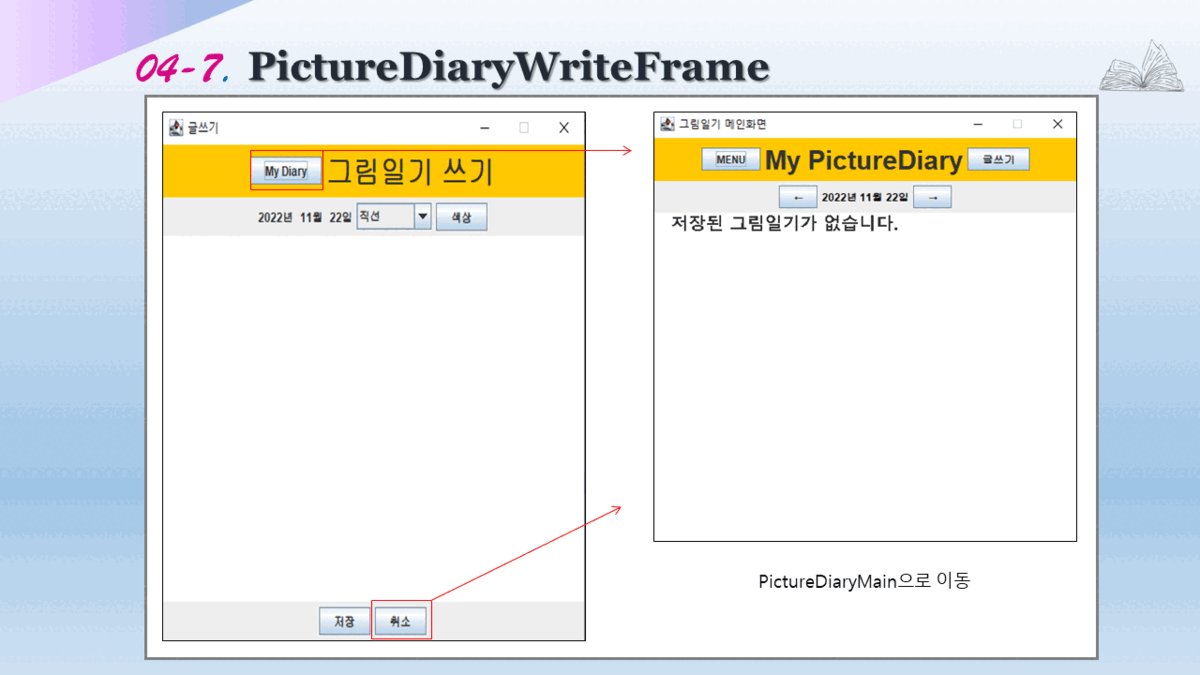 04-7. PictureDiaryWriteFrame
글쓰기
My Diary 그림일기 쓰기
2022년 11월 22일 직선 색상
저장 취소
그림일기 메인화면
MENU My PictureDiary 글쓰기
← 2022년 11월 22일 →
저장된 그림일기가 없습니다.
PictureDiaryMain으로 이동